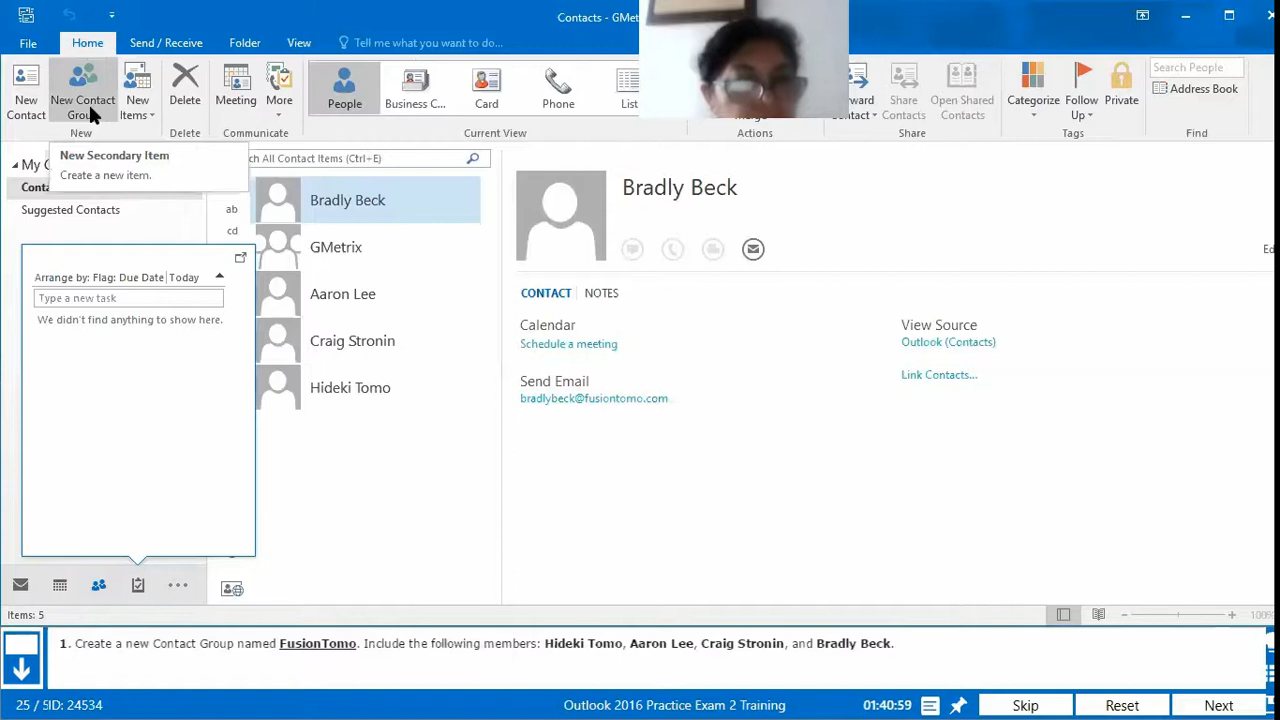 Contacts - GMet
File
Home
Send / Receive
Folder
View
Tell me what you want to do...
New Contact
New Contact Group
New Items
Delete
Meeting
More
People
Business C...
Card
Phone
List
Share Contacts
Open Shared Contacts
Categorize
Follow Up
Private
Search People
Address Book
New
Delete
Communicate
Current View
Actions
Share
Tags
Find
New Secondary Item
Create a new item.
My C
Conta
Suggested Contacts
ch All Contact Items (Ctrl+E)
ab
cd
Bradly Beck
GMetrix
Aaron Lee
Craig Stronin
Hideki Tomo
Arrange by: Flag: Due Date Today
Type a new task
We didn't find anything to show here.
Bradly Beck
Ed
CONTACT NOTES
Calendar
Schedule a meeting
View Source
Outlook (Contacts)
Link Contacts...
Send Email
bradlybeck@fusiontomo.com
Items: 5
100%
1. Create a new Contact Group named FusionTomo. Include the following members: Hideki Tomo, Aaron Lee, Craig Stronin, and Bradly Beck.
25 / 5ID: 24534
Outlook 2016 Practice Exam 2 Training
01:40:59
Skip
Reset
Next